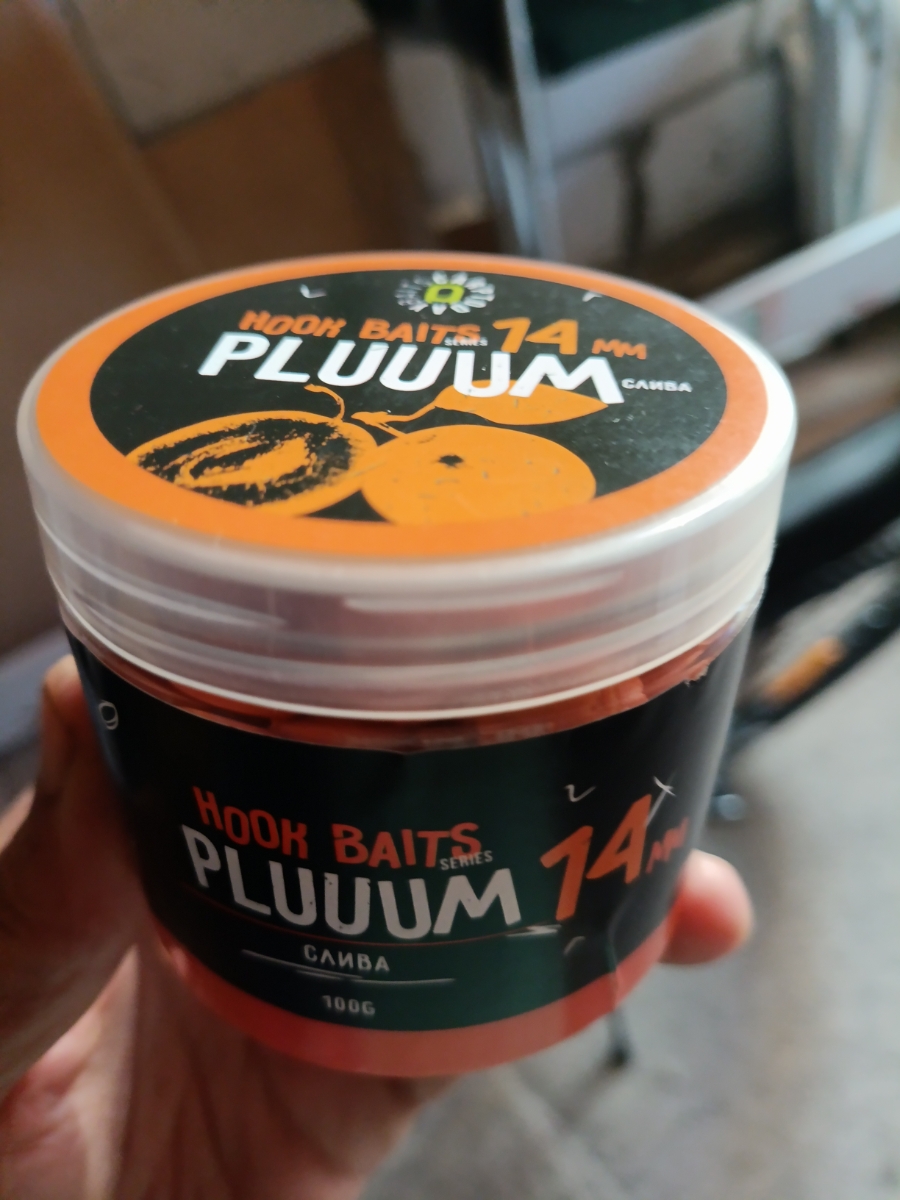 HOOK BAITS
SERIES
14 MM
PLUUUM
СЛИВА
HOOK BAITS
SERIES
14 MM
PLUUUM
СЛИВА
100G